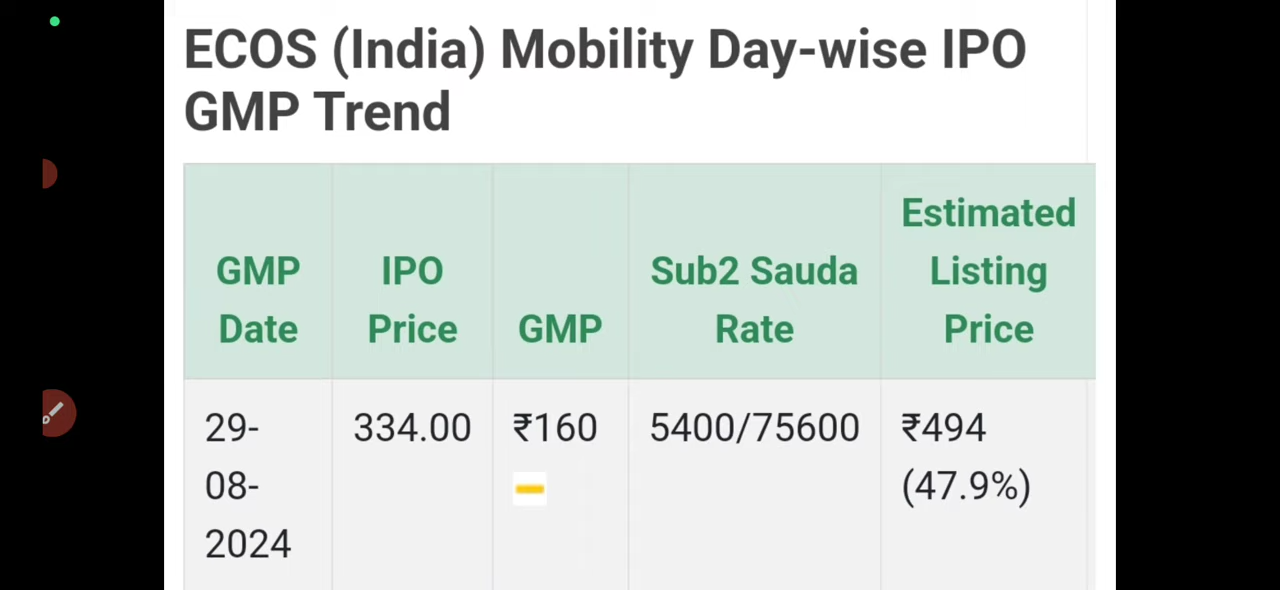 ECOS (India) Mobility Day-wise IPO
GMP Trend
GMP
Date
IPO
Price
GMP
Sub2 Sauda
Rate
Estimated
Listing
Price
29-
08-
2024
334.00
₹160
5400/75600
₹494
(47.9%)